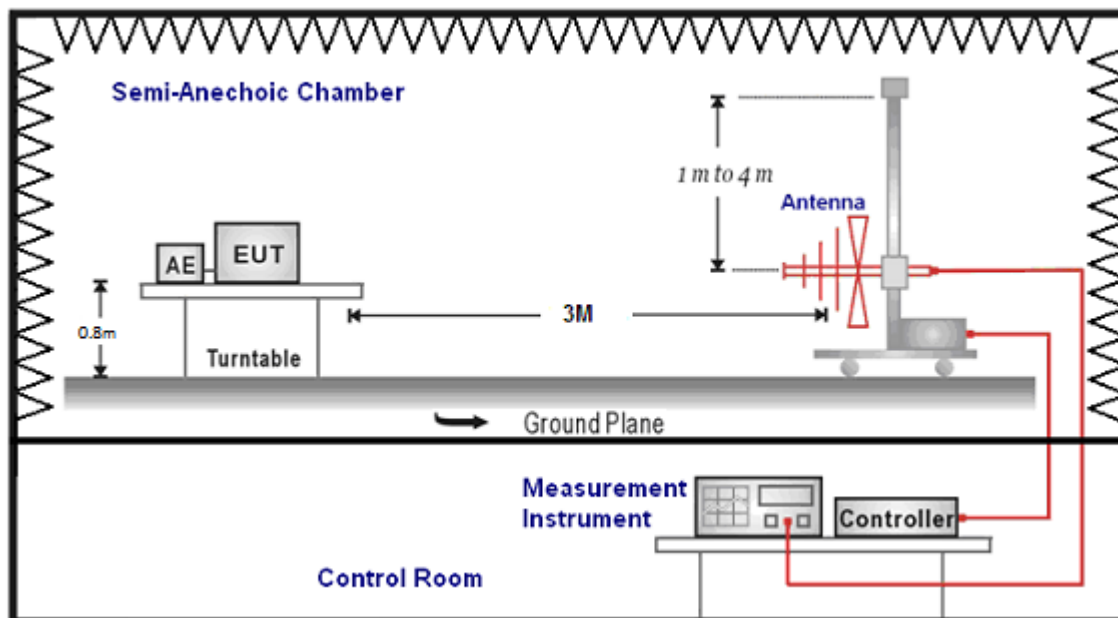 Semi-Anechoic Chamber
1 m to 4 m
Antenna
AE
EUT
0.8m
3M
Turntable
Ground Plane
Measurement
Instrument
Controller
Control Room